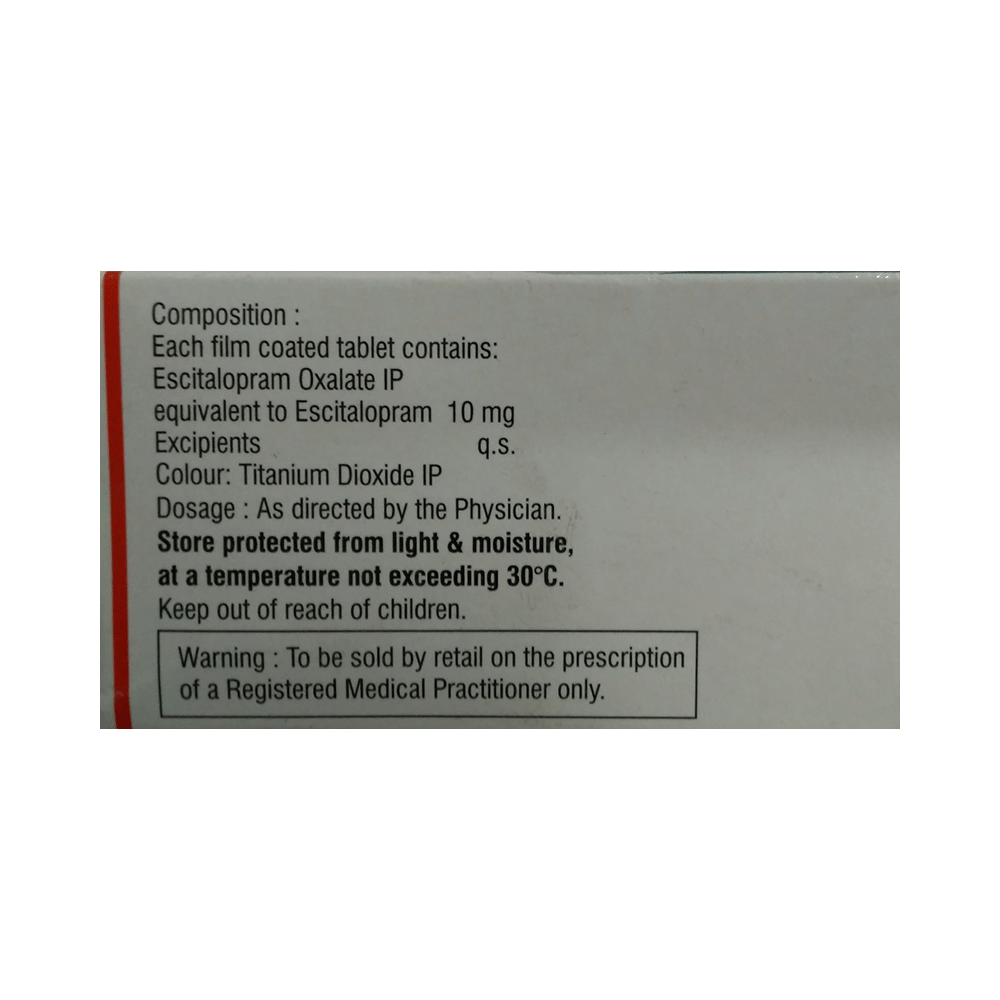 Composition :
Each film coated tablet contains:
Escitalopram Oxalate IP
equivalent to Escitalopram 10 mg
Excipients q.s.
Colour: Titanium Dioxide IP
Dosage : As directed by the Physician.
Store protected from light & moisture,
at a temperature not exceeding 30°C.
Keep out of reach of children.
Warning : To be sold by retail on the prescription
of a Registered Medical Practitioner only.